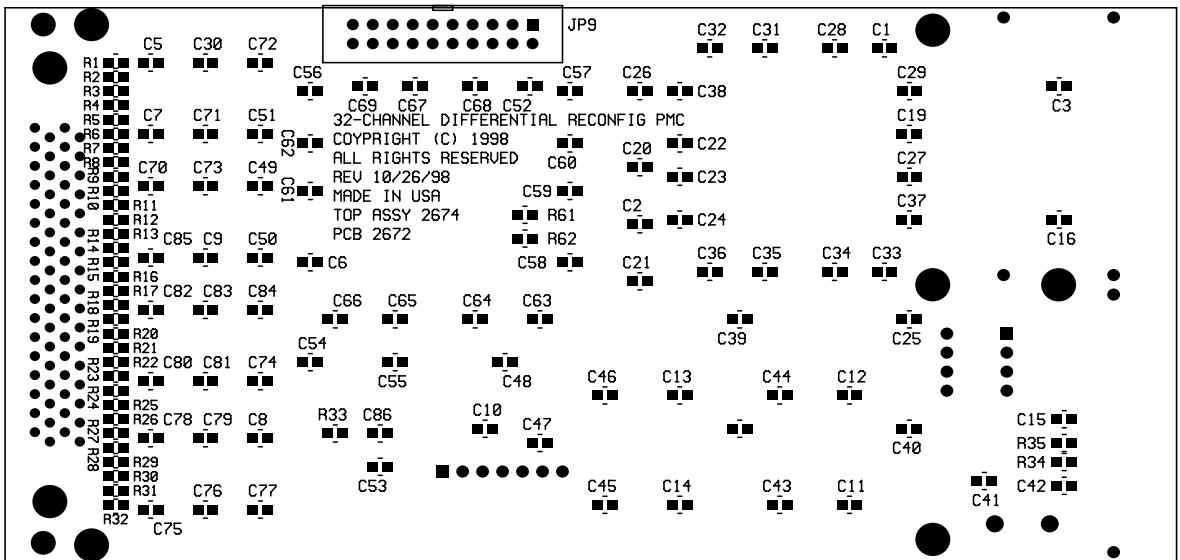 JP9
C32 C31 C28 C1
C5 C30 C72
R1
R2
R3
R4
R5
R6
R7
R8
R9
R10
C56 C57 C26 C29
C69 C67 C68 C52 C38 C3
32-CHANNEL DIFFERENTIAL RECONFIG PMC
COYPRIGHT (C) 1998
ALL RIGHTS RESERVED
REV 10/26/98
MADE IN USA
TOP ASSY 2674
PCB 2672
C7 C71 C51 C62 C19
C60 C20 C22
C70 C73 C49 C61 C59 C23 C27
R11
R12
R13
R61 C2 C24 C37
R62 C16
R14
R15
C85 C9 C50 C6 C58 C21 C36 C35 C34 C33
R16
R17
R18
R19
C82 C83 C84
C66 C65 C64 C63 C39 C25
R20
R21
R22
R23
R24
C80 C81 C74 C54 C55 C48
C46 C13 C44 C12
R25
R26
R27
R28
C78 C79 C8 R33 C86 C10 C47 C40
C15
R35
R34
C42
C41
R29
R30
R31
R32
C53
C75 C76 C77 C45 C14 C43 C11